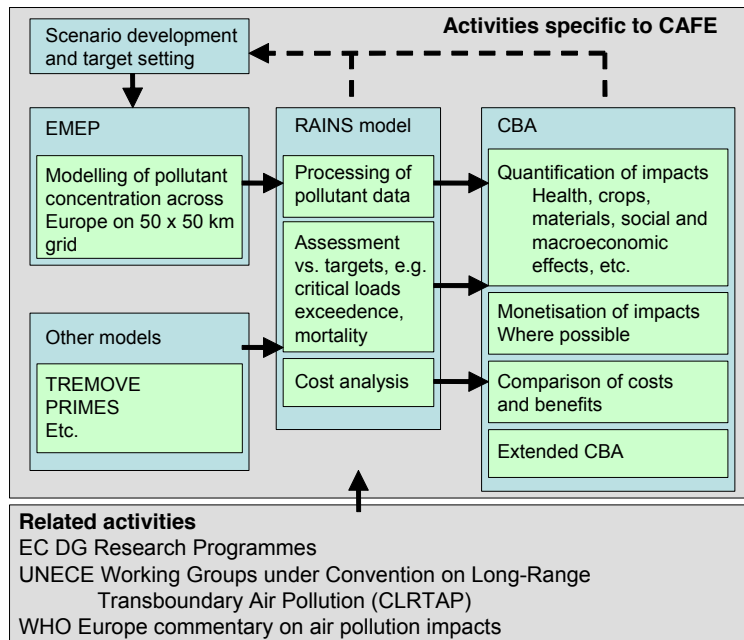 Activities specific to CAFE
Scenario development
and target setting
EMEP
Modelling of pollutant
concentration across
Europe on 50 x 50 km
grid
Other models
TREMOVE
PRIMES
Etc.
RAINS model
Processing of
pollutant data
Assessment
vs. targets, e.g.
critical loads
exceedence,
mortality
Cost analysis
CBA
Quantification of impacts
Health, crops,
materials, social and
macroeconomic
effects, etc.
Monetisation of impacts
Where possible
Comparison of costs
and benefits
Extended CBA
Related activities
EC DG Research Programmes
UNECE Working Groups under Convention on Long-Range
Transboundary Air Pollution (CLRTAP)
WHO Europe commentary on air pollution impacts